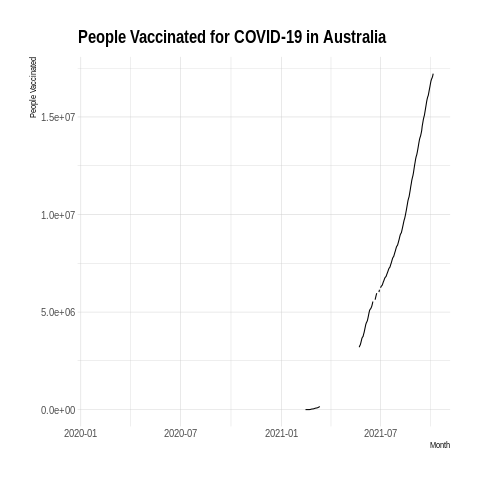 People Vaccinated for COVID-19 in Australia
People Vaccinated
1.5e+07
1.0e+07
5.0e+06
0.0e+00
2020-01 2020-07 2021-01 2021-07
Month